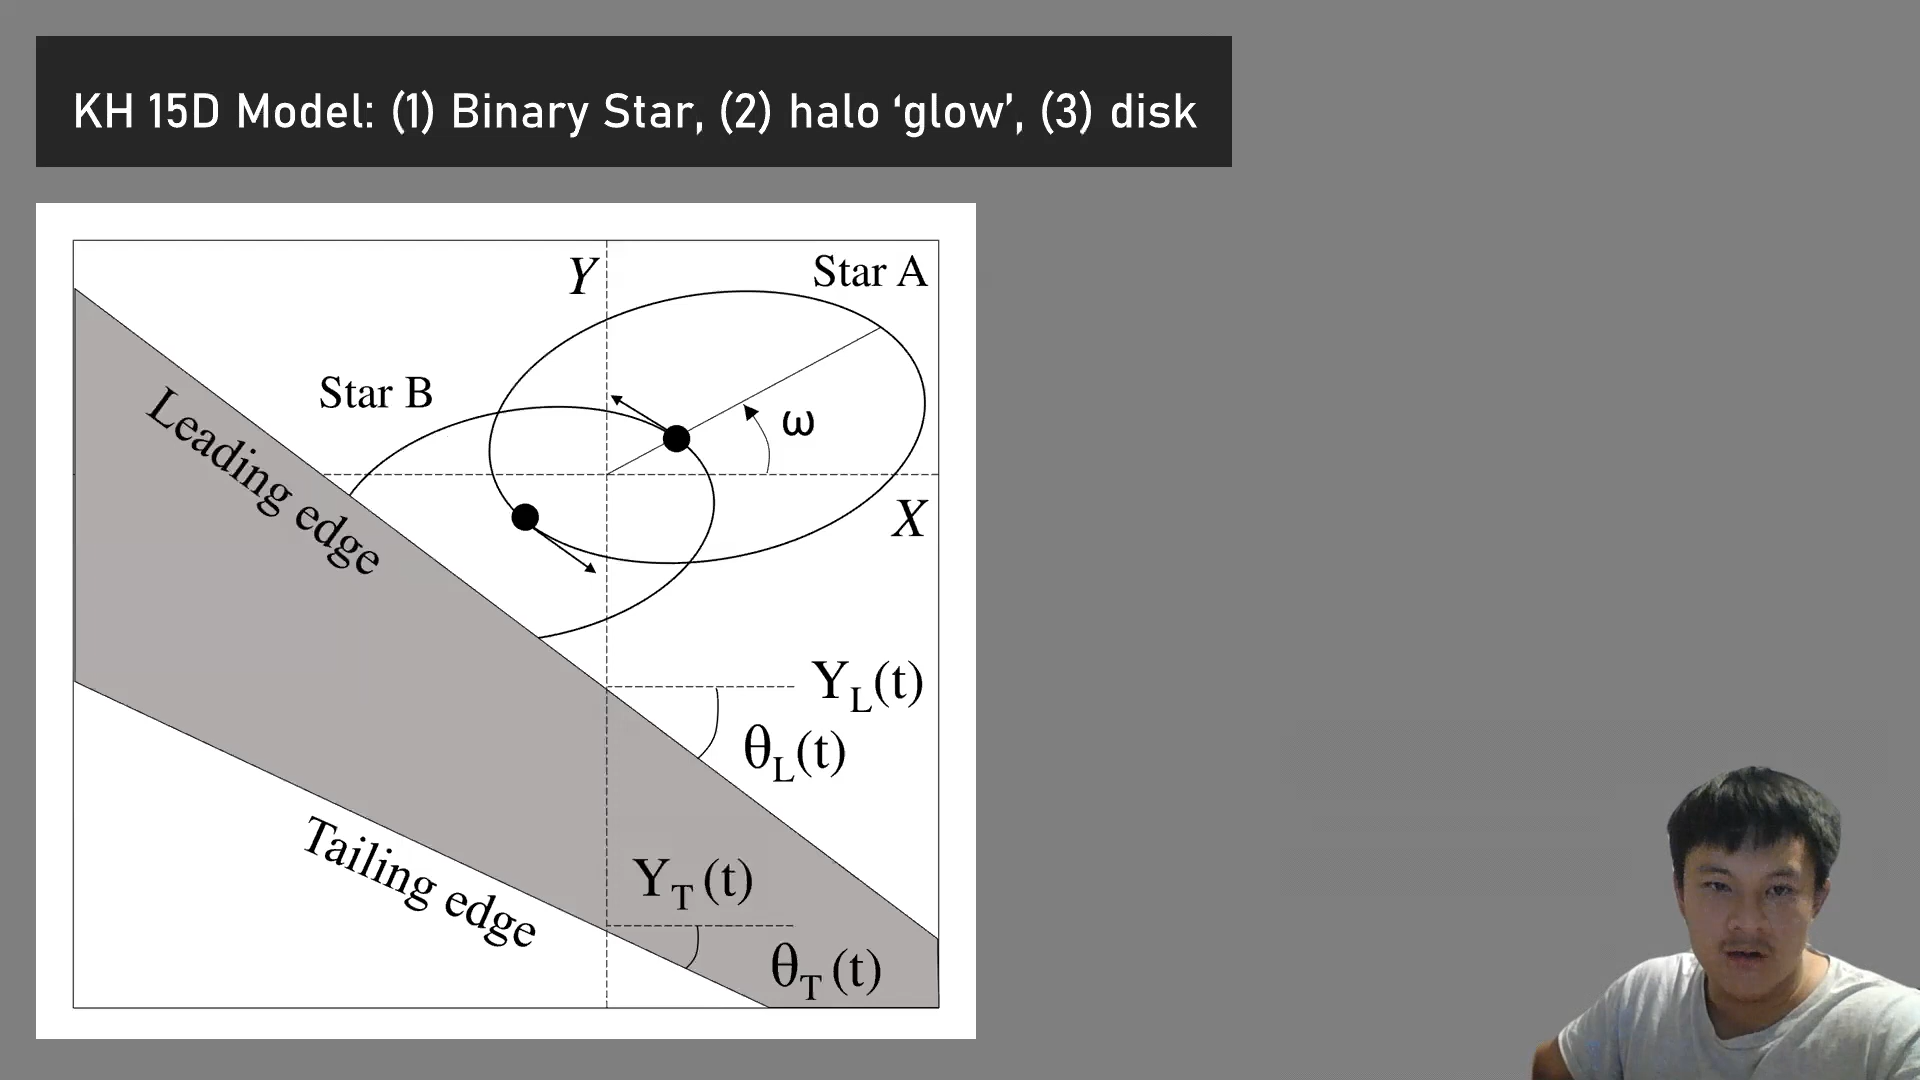 KH 15D Model: (1) Binary Star, (2) halo ‘glow’, (3) disk
Y
Star A
Star B
ω
X
Leading edge
Y_L(t)
θ_L(t)
Tailing edge
Y_T(t)
θ_T(t)